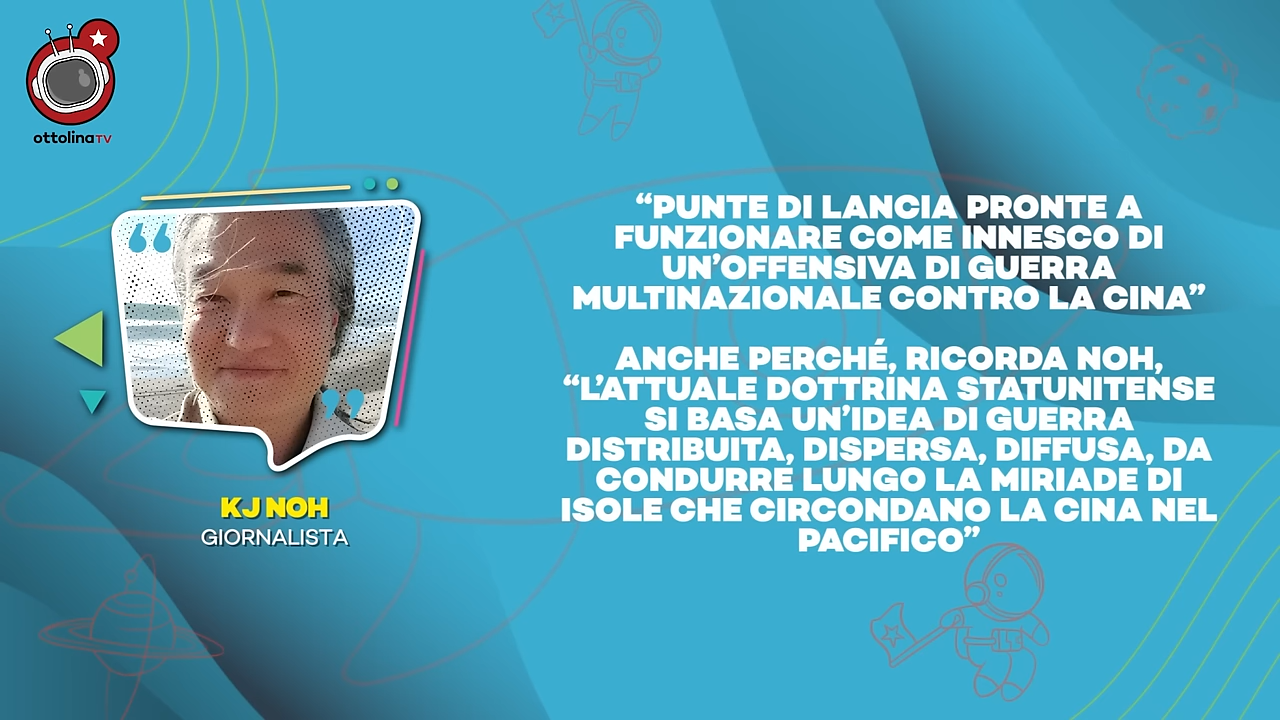 ottolinaTV
“PUNTE DI LANCIA PRONTE A
FUNZIONARE COME INNESCO DI
UN’OFFENSIVA DI GUERRA
MULTINAZIONALE CONTRO LA CINA”
ANCHE PERCHÉ, RICORDA NOH,
“L’ATTUALE DOTTRINA STATUNITENSE
SI BASA UN’IDEA DI GUERRA
DISTRIBUITA, DISPERSA, DIFFUSA, DA
CONDURRE LUNGO LA MIRIADE DI
ISOLE CHE CIRCONDANO LA CINA NEL
PACIFICO”
KJ NOH
GIORNALISTA